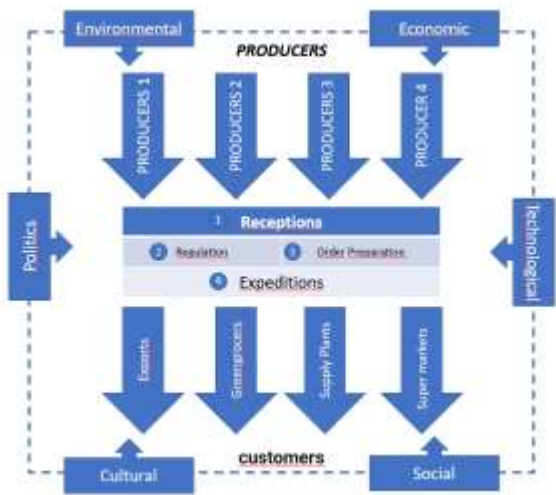 Environmental
Economic
PRODUCERS
PRODUCERS 1
PRODUCERS 2
PRODUCERS 3
PRODUCER 4
Politics
Technological
1 Receptions
2 Regulation
3 Order Preparation
4 Expeditions
Exports
Greengrocers
Supply Plants
Super markets
customers
Cultural
Social